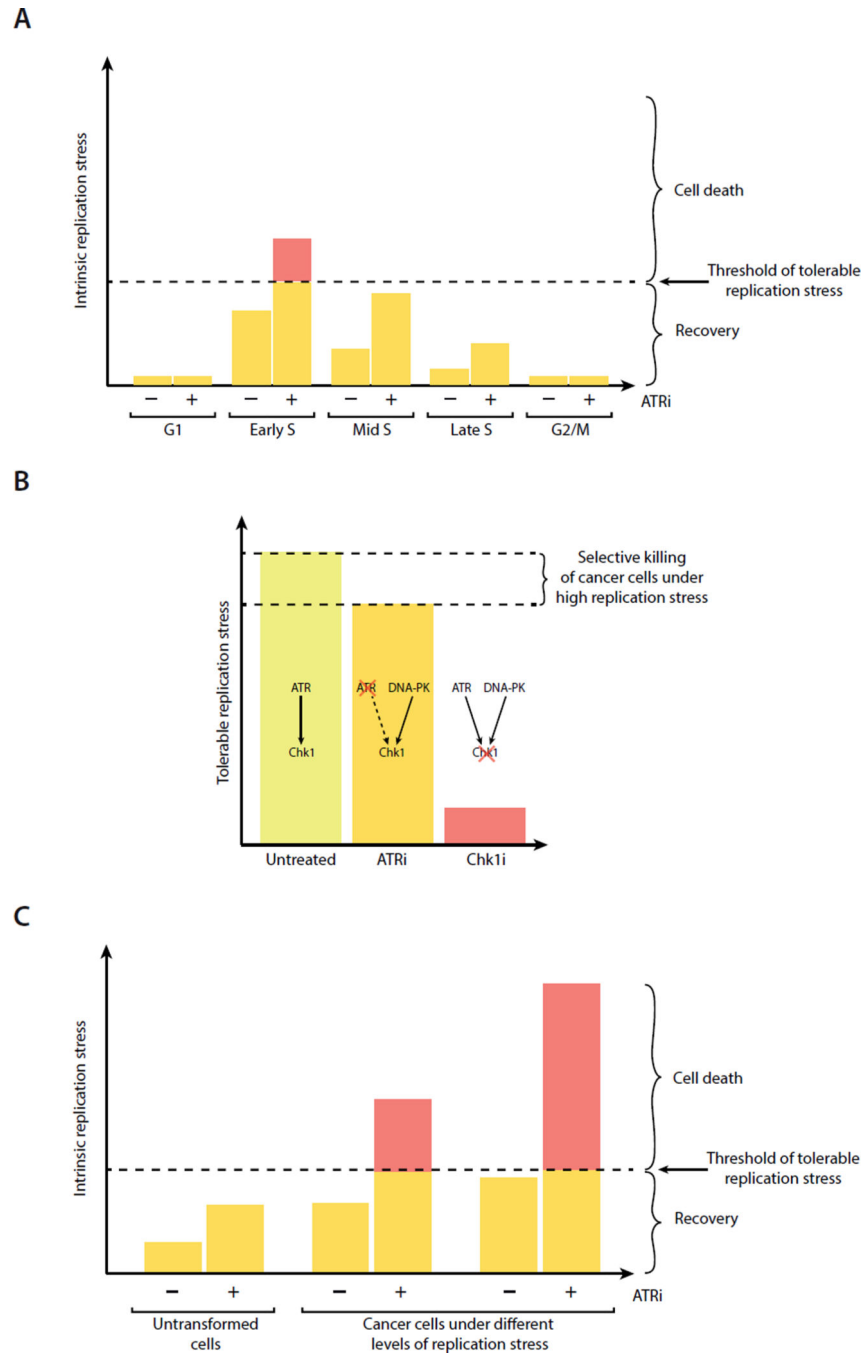 A
Intrinsic replication stress
Cell death
Threshold of tolerable
replication stress
Recovery
− + − + − + − + − + ATRi
G1 Early S Mid S Late S G2/M
B
Tolerable replication stress
Selective killing
of cancer cells under
high replication stress
ATR ATR DNA-PK ATR DNA-PK
Chk1 Chk1 Chk1
Untreated ATRi Chk1i
C
Intrinsic replication stress
Cell death
Threshold of tolerable
replication stress
Recovery
− + − + − + ATRi
Untransformed
cells
Cancer cells under different
levels of replication stress